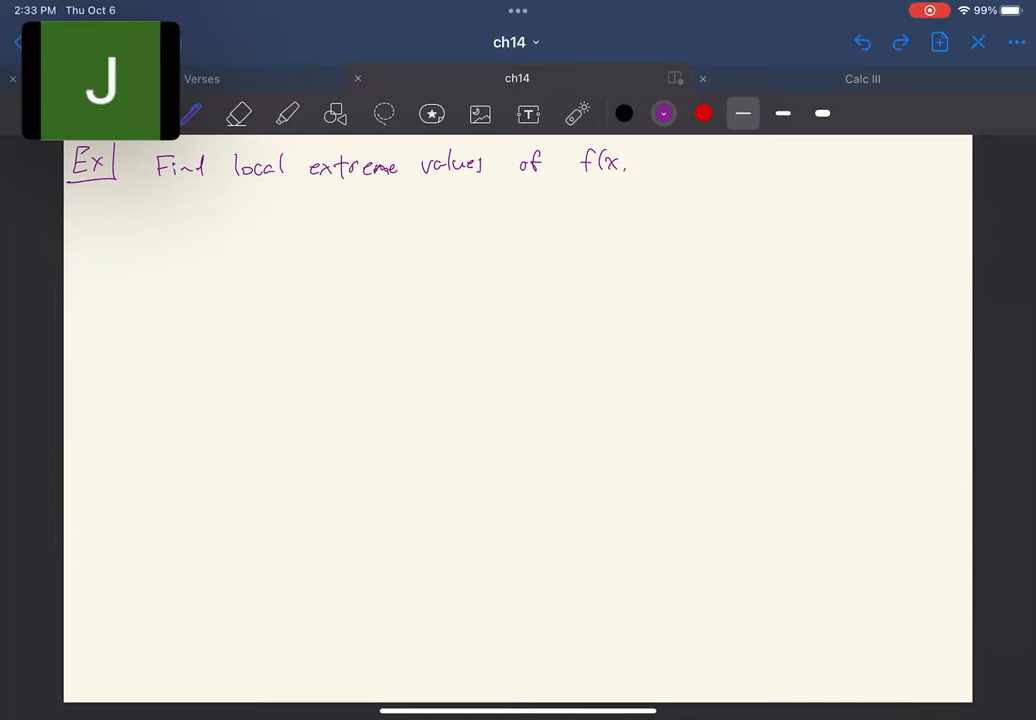 2:33 PM Thu Oct 6
99%
ch14
J
Verses
ch14
Calc III
T
Ex Find local extreme values of f(x,